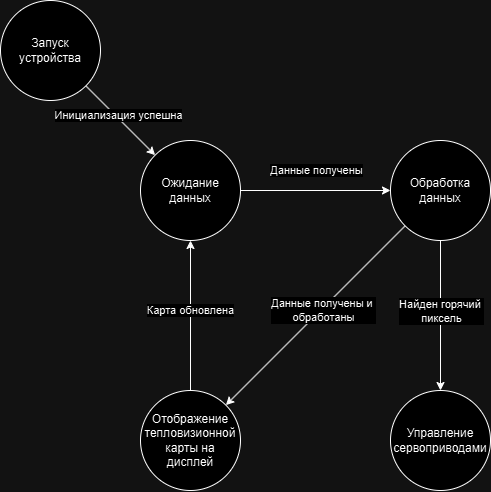 Запуск
устройства
Инициализация успешна
Ожидание
данных
Данные получены
Обработка
данных
Карта обновлена
Данные получены и
обработаны
Найден горячий
пиксель
Отображение
тепловизионной
карты на
дисплей
Управление
сервоприводами